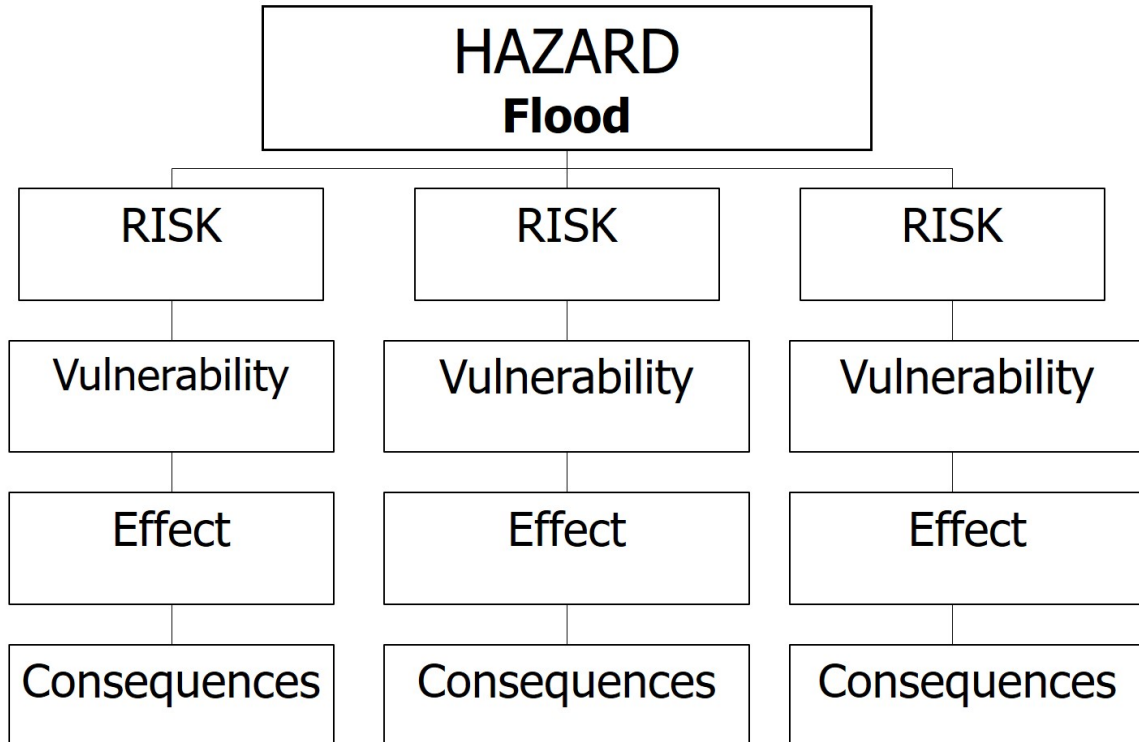 HAZARD
Flood
RISK
RISK
RISK
Vulnerability
Vulnerability
Vulnerability
Effect
Effect
Effect
Consequences
Consequences
Consequences